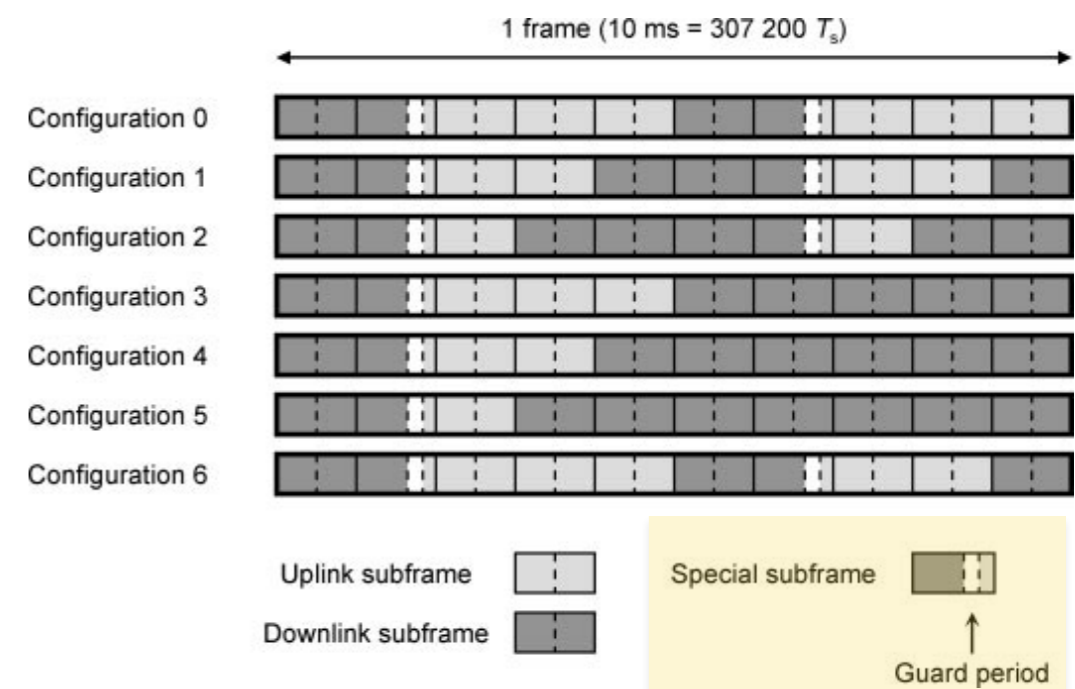 1 frame (10 ms = 307 200 Ts)
Configuration 0
Configuration 1
Configuration 2
Configuration 3
Configuration 4
Configuration 5
Configuration 6
Uplink subframe
Special subframe
Downlink subframe
Guard period